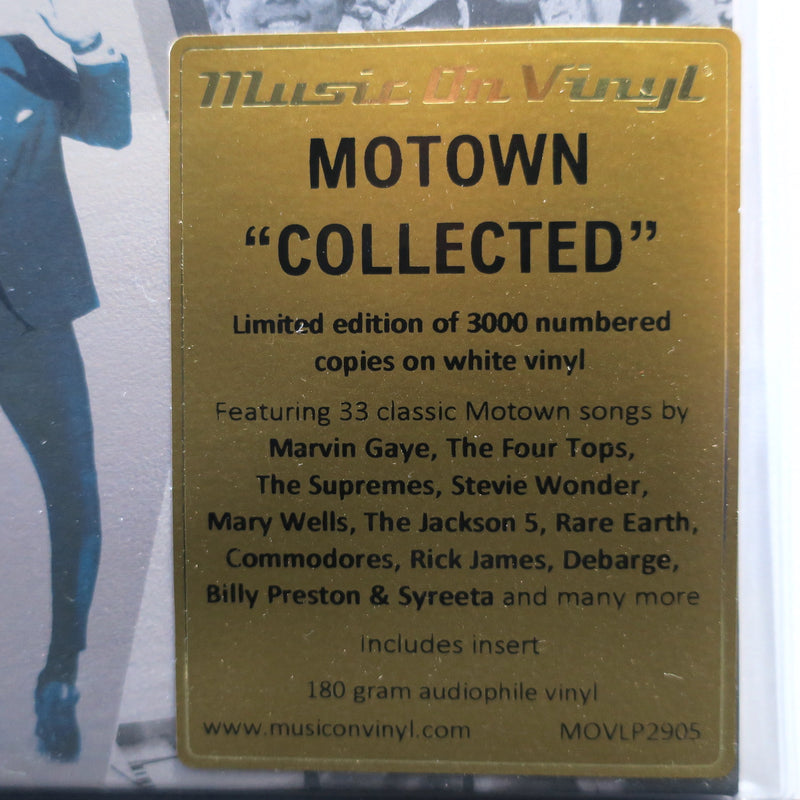 Music On Vinyl
MOTOWN
“COLLECTED”
Limited edition of 3000 numbered
copies on white vinyl
Featuring 33 classic Motown songs by
Marvin Gaye, The Four Tops,
The Supremes, Stevie Wonder,
Mary Wells, The Jackson 5, Rare Earth,
Commodores, Rick James, Debarge,
Billy Preston & Syreeta and many more
Includes insert
180 gram audiophile vinyl
www.musiconvinyl.com MOVLP2905